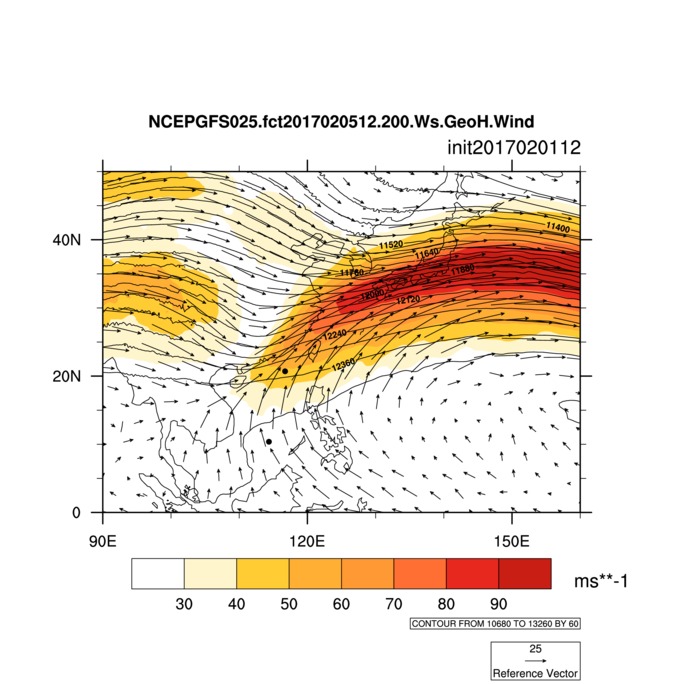 NCEPGFS025.fct2017020512.200.Ws.GeoH.Wind
init2017020112
11400
40N
11520
11640
11760
11880
12000
12120
12240
12360
20N
0
90E
120E
150E
ms**-1
30 40 50 60 70 80 90
CONTOUR FROM 10680 TO 13260 BY 60
25
Reference Vector